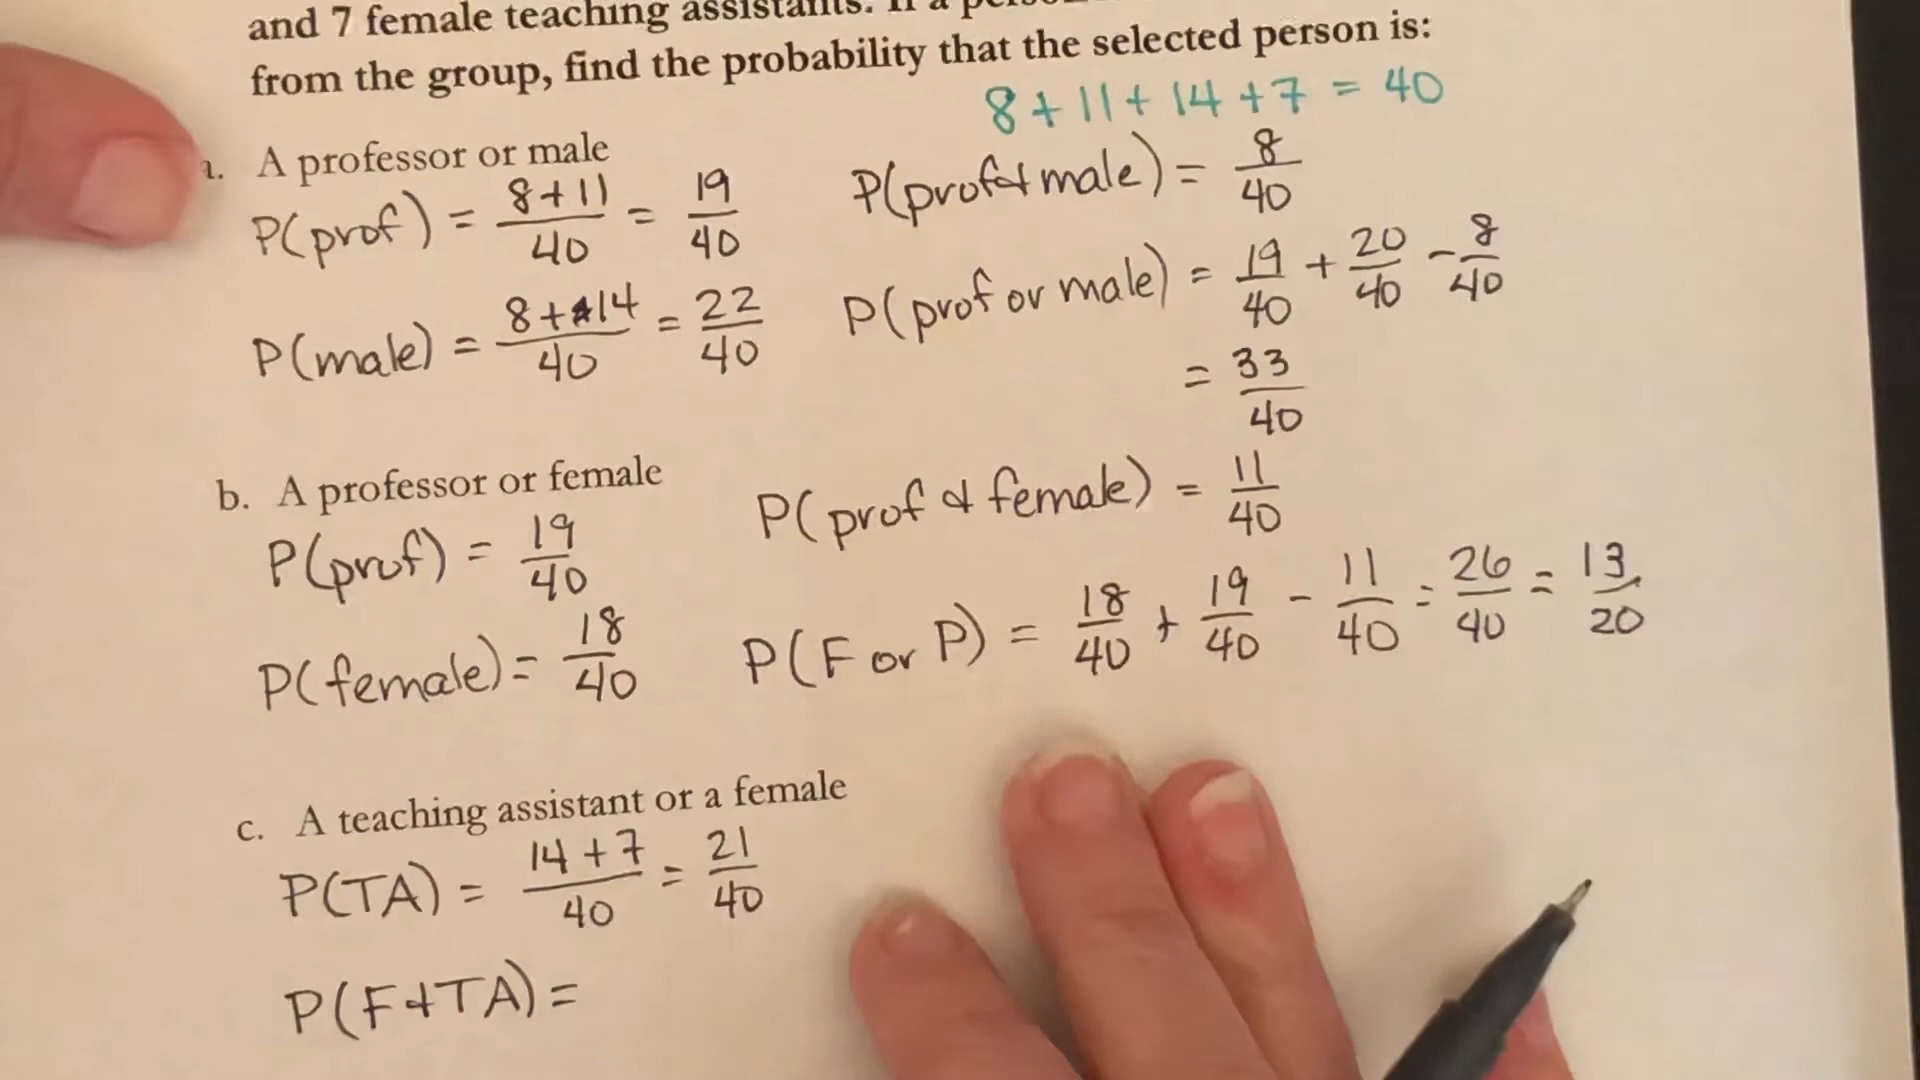 and 7 female teaching assistants. If a
from the group, find the probability that the selected person is:
8 + 11 + 14 + 7 = 40
a. A professor or male
P(prof) = 8+11/40 = 19/40
P(male) = 8+14/40 = 22/40
P(prof & male) = 8/40
P(prof or male) = 19/40 + 20/40 - 8/40
= 33/40
b. A professor or female
P(prof) = 19/40
P(female) = 18/40
P(prof & female) = 11/40
P(F or P) = 18/40 + 19/40 - 11/40 = 26/40 = 13/20
c. A teaching assistant or a female
P(TA) = 14+7/40 = 21/40
P(F & TA) =